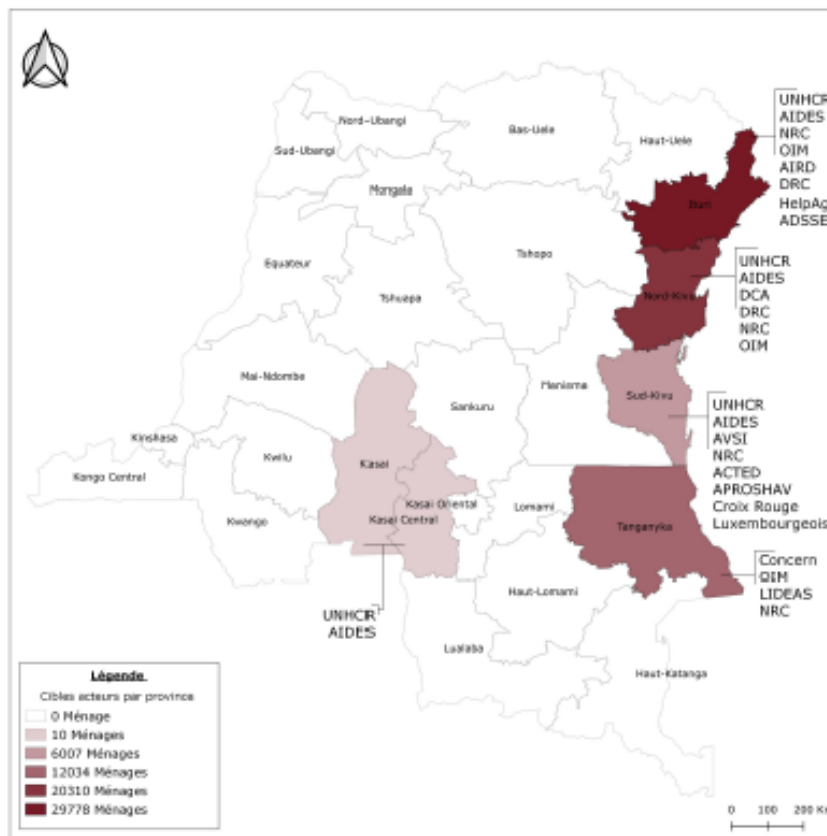 UNHCR
AIDES
NRC
OIM
AIRD
DRC
HelpAg
ADSSE
Nord-Ubangi
Bas-Uele
Haut-Uele
Sud-Ubangi
Mongala
Ituri
Equateur
Tshopo
Tshuapa
Nord-Kivu
UNHCR
AIDES
DCA
DRC
NRC
OIM
Mai-Ndombe
Sankuru
Maniema
Sud-Kivu
UNHCR
AIDES
AVSI
NRC
ACTED
APROSHAV
Croix Rouge
Luxembourgeois
Kinshasa
Kongo Central
Kwilu
Kasai
Kwango
Kasai Oriental
Kasai Central
Lomami
Tanganyka
Concern
OIM
LIDEAS
NRC
UNHCR
AIDES
Haut-Lomami
Lualaba
Haut-Katanga
Légende
Cibles acteurs par province
0 Ménage
10 Ménages
6007 Ménages
12034 Ménages
20310 Ménages
29778 Ménages
0 100 200 K